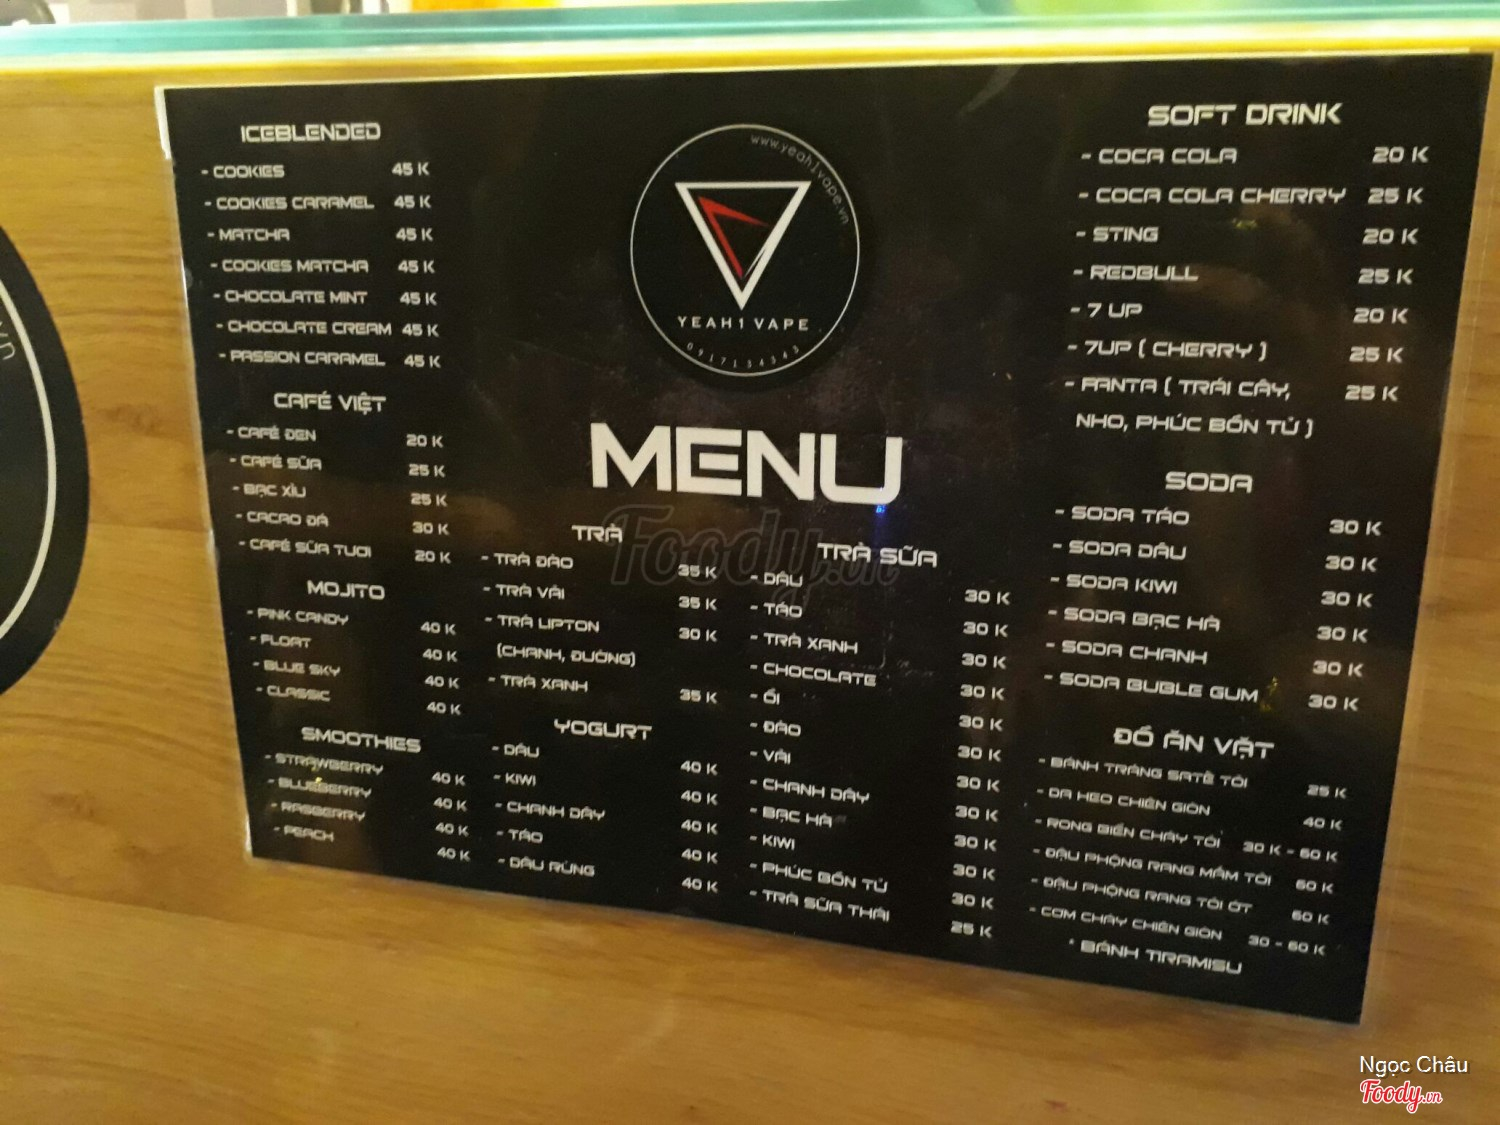 ICEBLENDED
- COOKIES 45 K
- COOKIES CARAMEL 45 K
- MATCHA 45 K
- COOKIES MATCHA 45 K
- CHOCOLATE MINT 45 K
- CHOCOLATE CREAM 45 K
- PASSION CARAMEL 45 K
CAFÉ VIỆT
- CAFÉ ĐEN 20 K
- CAFÉ SỮA 25 K
- BẠC XỈU 25 K
- CACAO ĐÁ 30 K
- CAFÉ SỮA TƯƠI 20 K
MOJITO
- PINK CANDY 40 K
- FLOAT 40 K
- BLUE SKY 40 K
- CLASSIC 40 K
SMOOTHIES
- STRAWBERRY 40 K
- BLUEBERRY 40 K
- RASBERRY 40 K
- PEACH 40 K
www.yeah1vape.vn
YEAH1 VAPE
0917134343
MENU
TRÀ
- TRÀ ĐÀO 35 K
- TRÀ VẢI 35 K
- TRÀ LIPTON 30 K
(CHANH, ĐƯỜNG)
- TRÀ XANH 35 K
YOGURT
- DÂU 40 K
- KIWI 40 K
- CHANH DÂY 40 K
- TÁO 40 K
- DÂU RỪNG 40 K
TRÀ SỮA
- DÂU 30 K
- TÁO 30 K
- TRÀ XANH 30 K
- CHOCOLATE 30 K
- ỔI 30 K
- ĐÀO 30 K
- VẢI 30 K
- CHANH DÂY 30 K
- BẠC HÀ 30 K
- KIWI 30 K
- PHÚC BỒN TỬ 30 K
- TRÀ SỮA THÁI 25 K
SOFT DRINK
- COCA COLA 20 K
- COCA COLA CHERRY 25 K
- STING 20 K
- REDBULL 25 K
- 7 UP 20 K
- 7UP ( CHERRY ) 25 K
- FANTA ( TRÁI CÂY, 25 K
NHO, PHÚC BỒN TỬ )
SODA
- SODA TÁO 30 K
- SODA DÂU 30 K
- SODA KIWI 30 K
- SODA BẠC HÀ 30 K
- SODA CHANH 30 K
- SODA BUBLE GUM 30 K
ĐỒ ĂN VẶT
- BÁNH TRÁNG SATẾ TỎI 25 K
- DA HEO CHIÊN GIÒN 40 K
- RONG BIỂN CHÁY TỎI 30 K - 60 K
- ĐẬU PHỘNG RANG MẮM TỎI 60 K
- ĐẬU PHỘNG RANG TỎI ỚT 60 K
- CƠM CHÁY CHIÊN GIÒN 30 - 60 K
* BÁNH TIRAMISU
Foody.vn
vn
Ngọc Châu
Foody.vn